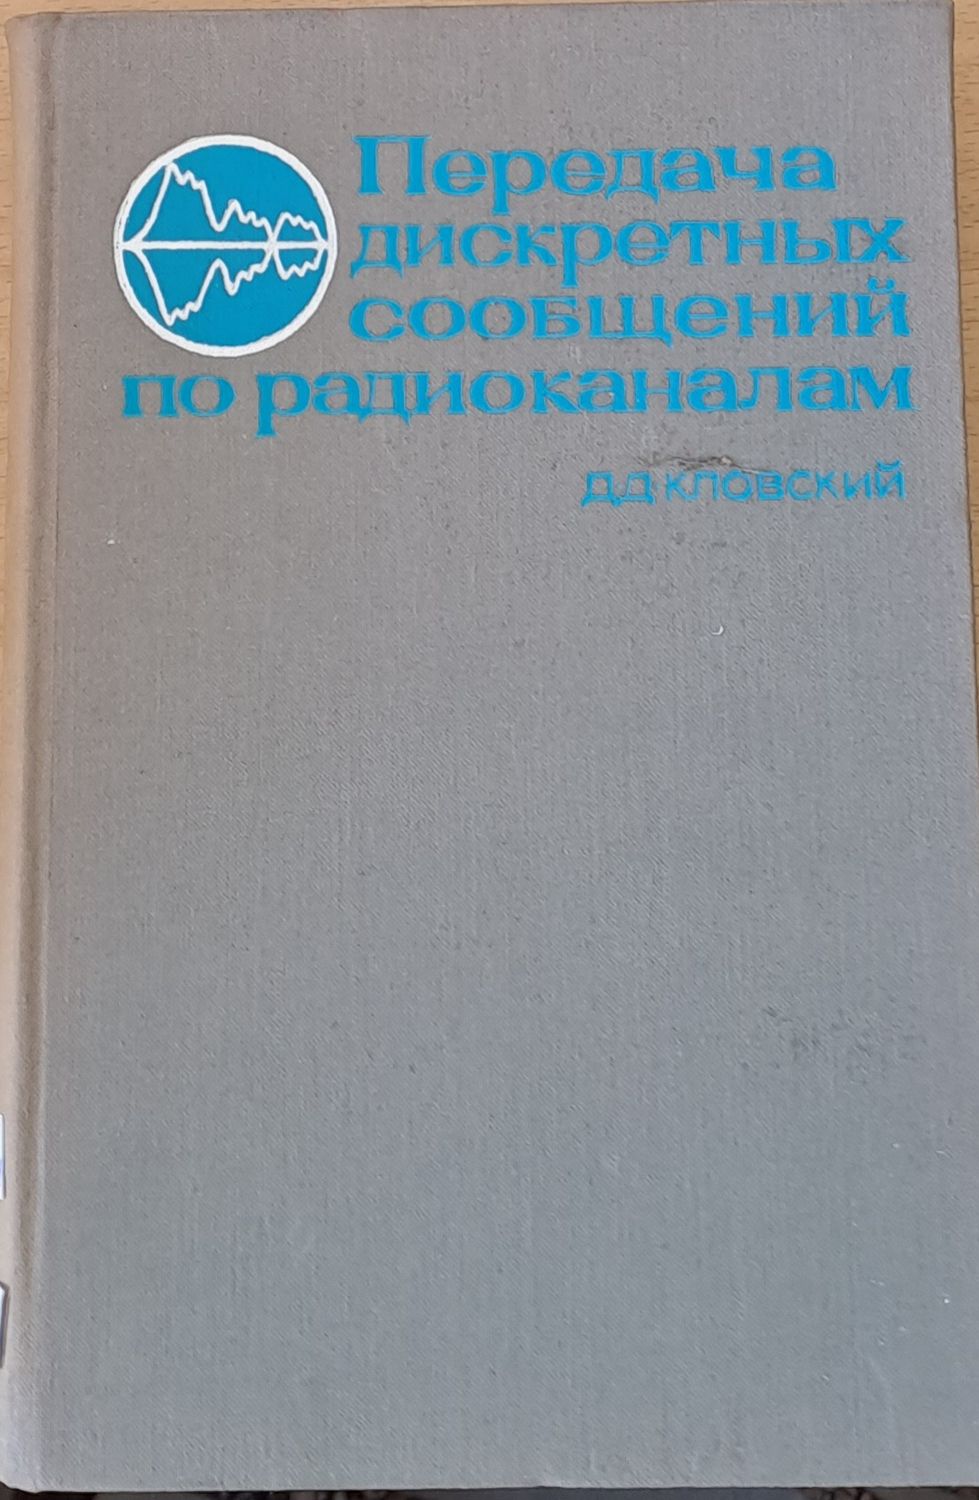 Передача
дискретных
сообщений
по радиоканалам
Д.Д.КЛОВСКИЙ